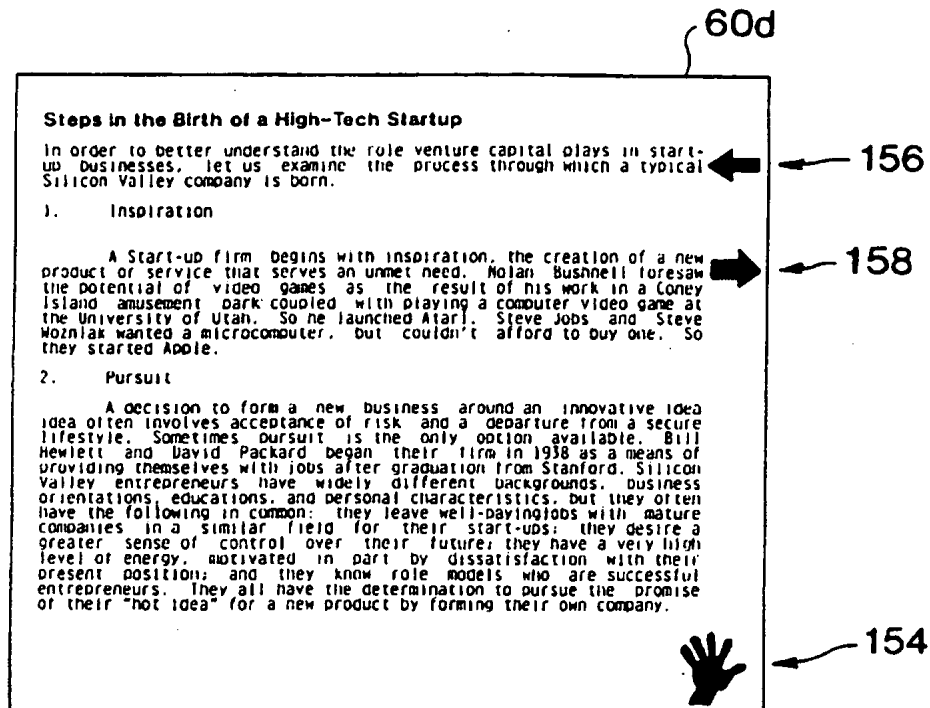 60d
Steps in the Birth of a High-Tech Startup
In order to better understand the role venture capital plays in start-
up businesses, let us examine the process through which a typical
Silicon Valley company is born.
156
1. Inspiration
A Start-up firm begins with inspiration, the creation of a new
product or service that serves an unmet need. Nolan Bushnell foresaw
the potential of video games as the result of his work in a Coney
Island amusement park coupled with playing a computer video game at
the University of Utah. So he launched Atari. Steve Jobs and Steve
Wozniak wanted a microcomputer, but couldn't afford to buy one. So
they started Apple.
158
2. Pursuit
A decision to form a new business around an innovative idea
idea often involves acceptance of risk and a departure from a secure
lifestyle. Sometimes pursuit is the only option available. Bill
Hewlett and David Packard began their firm in 1938 as a means of
providing themselves with jobs after graduation from Stanford. Silicon
Valley entrepreneurs have widely different backgrounds, business
orientations, educations, and personal characteristics, but they often
have the following in common: they leave well-payingjobs with mature
companies in a similar field for their start-ups; they desire a
greater sense of control over their future; they have a very high
level of energy, motivated in part by dissatisfaction with their
present position; and they know role models who are successful
entrepreneurs. They all have the determination to pursue the promise
of their "hot idea" for a new product by forming their own company.
154